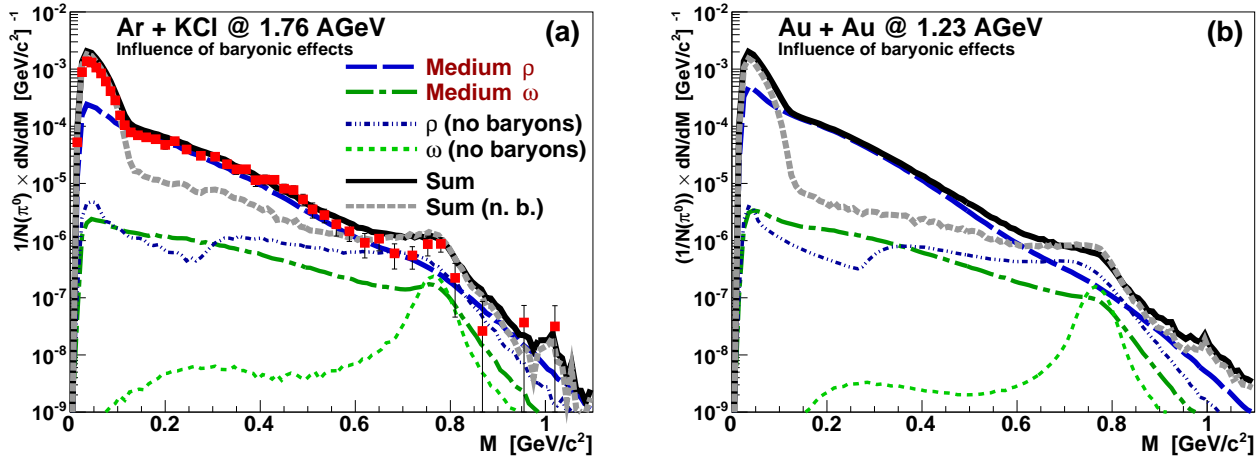 Ar + KCl @ 1.76 AGeV
Influence of baryonic effects
(a)
Medium ρ
Medium ω
ρ (no baryons)
ω (no baryons)
Sum
Sum (n. b.)
1/N(π⁰) × dN/dM [GeV/c²]⁻¹
10⁻²
10⁻³
10⁻⁴
10⁻⁵
10⁻⁶
10⁻⁷
10⁻⁸
10⁻⁹
0 0.2 0.4 0.6 0.8 1
M [GeV/c²]
Au + Au @ 1.23 AGeV
Influence of baryonic effects
(b)
(1/N(π⁰)) × dN/dM [GeV/c²]⁻¹
10⁻²
10⁻³
10⁻⁴
10⁻⁵
10⁻⁶
10⁻⁷
10⁻⁸
10⁻⁹
0 0.2 0.4 0.6 0.8 1
M [GeV/c²]